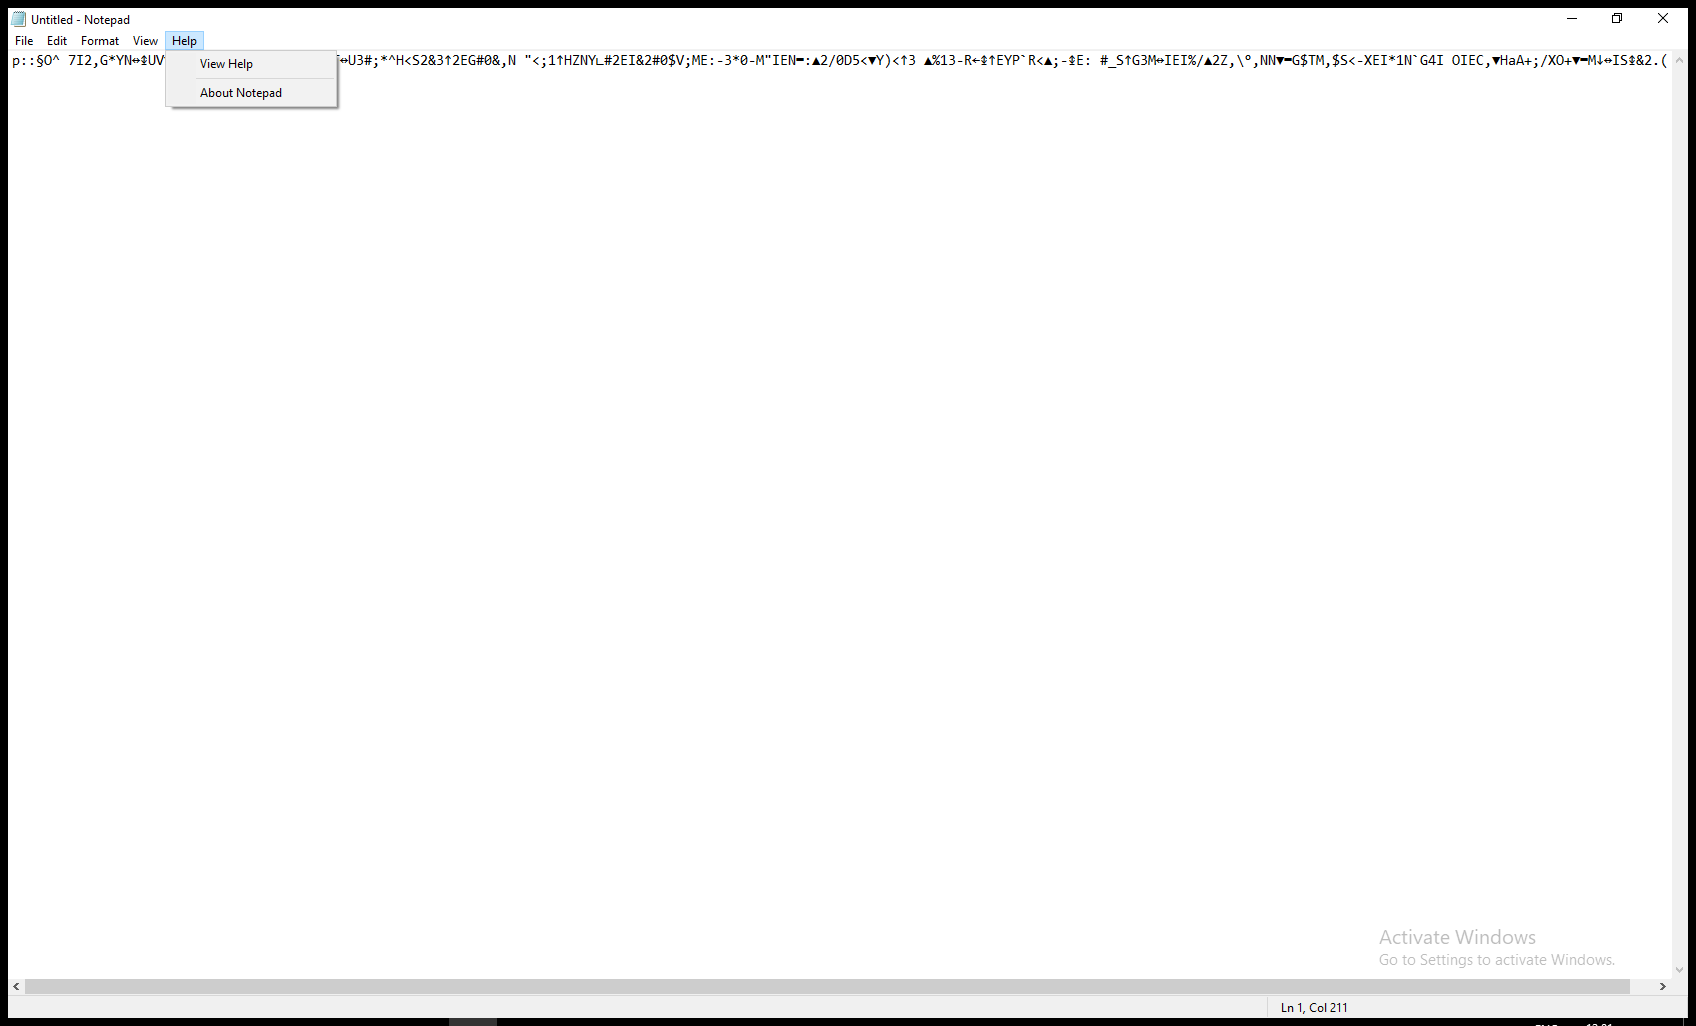 Untitled - Notepad
File Edit Format View Help
p::§O^ 7I2,G*YN↔↨UV
↔U3#;*^H<S2&3↑2EG#0&,N "<;1↑HZNY∟#2EI&2#0$V;ME:-3*0-M"IEN▬:▲2/0D5<▼Y)<↑3 ▲%13-R←↨↑EYP`R<▲;-↨E: #_S↑G3M↔IEI%/▲2Z,\°,NN▼▬G$TM,$S<-XEI*1N`G4I OIEC,▼HaA+;/XO+▼▬M↓↔IS↨&2.(
View Help
About Notepad
Activate Windows
Go to Settings to activate Windows.
Ln 1, Col 211